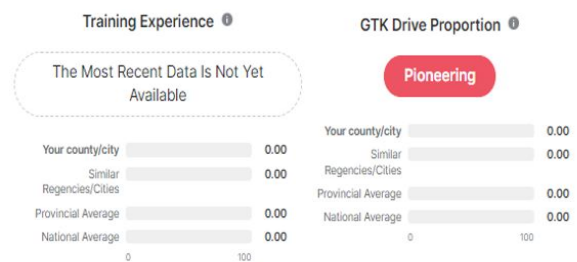 Training Experience
The Most Recent Data Is Not Yet
Available
Your county/city 0.00
Similar 0.00
Regencies/Cities
Provincial Average 0.00
National Average 0.00
0 100
GTK Drive Proportion
Pioneering
Your county/city 0.00
Similar 0.00
Regencies/Cities
Provincial Average 0.00
National Average 0.00
0 100